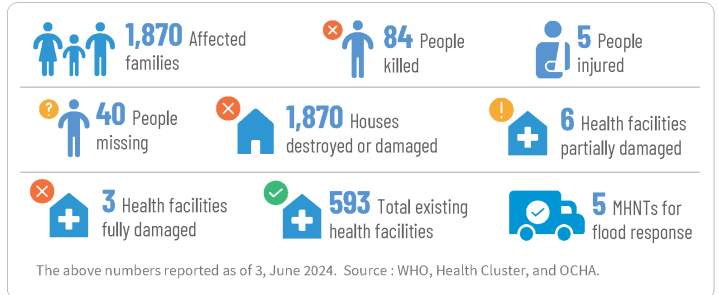 1,870 Affected
families
84 People
killed
5 People
injured
? 40 People
missing
1,870 Houses
destroyed or damaged
! 6 Health facilities
partially damaged
3 Health facilities
fully damaged
593 Total existing
health facilities
5 MHNTs for
flood response
The above numbers reported as of 3, June 2024. Source : WHO, Health Cluster, and OCHA.